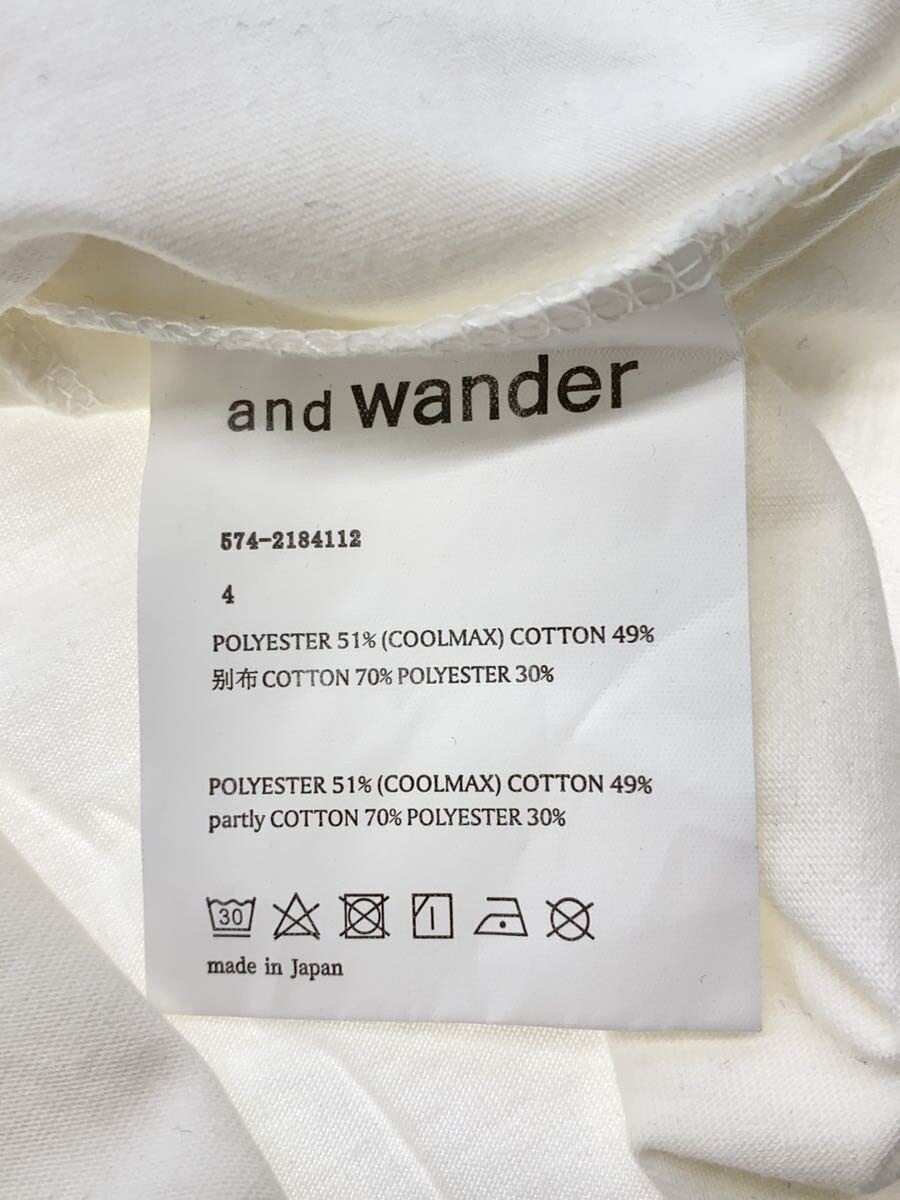 and wander
574-2184112
4
POLYESTER 51% (COOLMAX) COTTON 49%
別布 COTTON 70% POLYESTER 30%
POLYESTER 51% (COOLMAX) COTTON 49%
partly COTTON 70% POLYESTER 30%
30
made in Japan